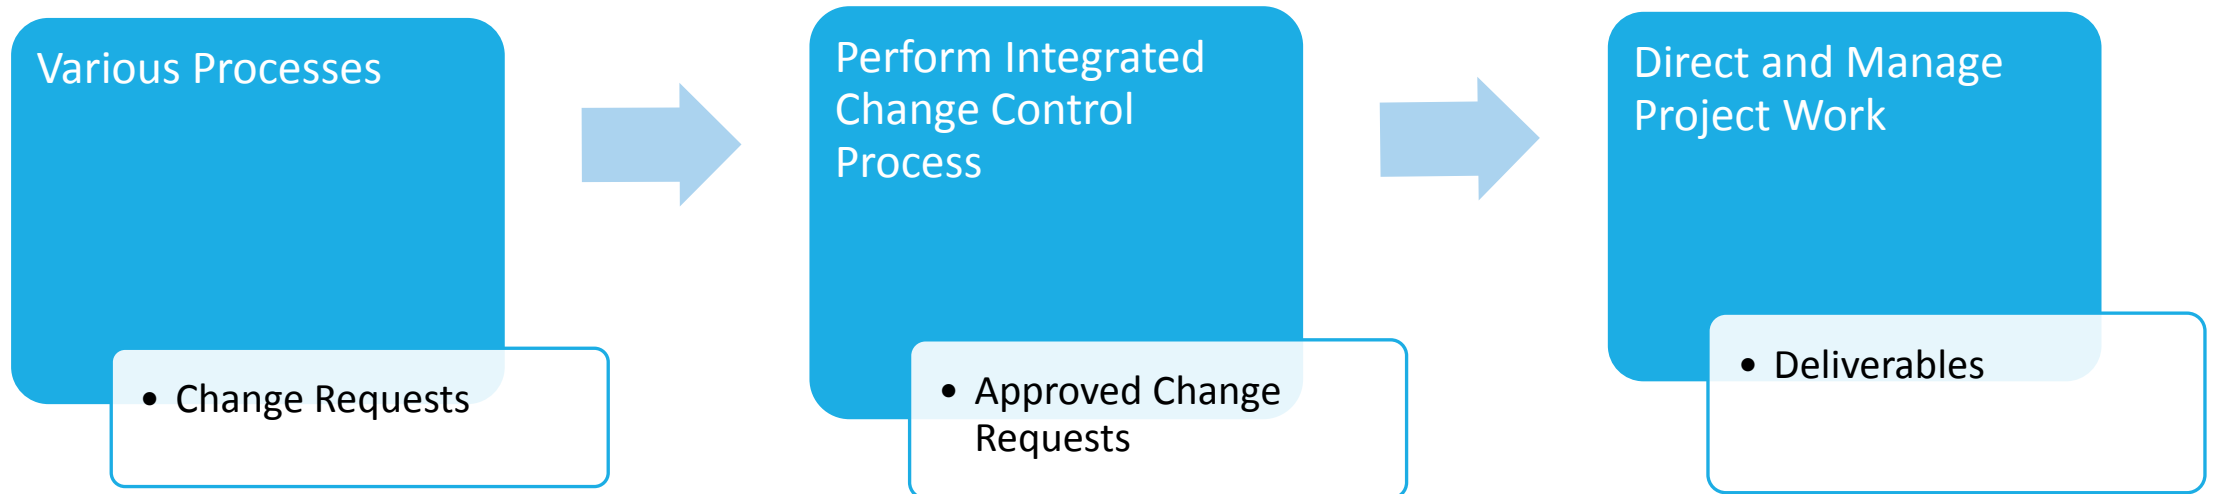 Various Processes
• Change Requests
Perform Integrated
Change Control
Process
• Approved Change
Requests
Direct and Manage
Project Work
• Deliverables